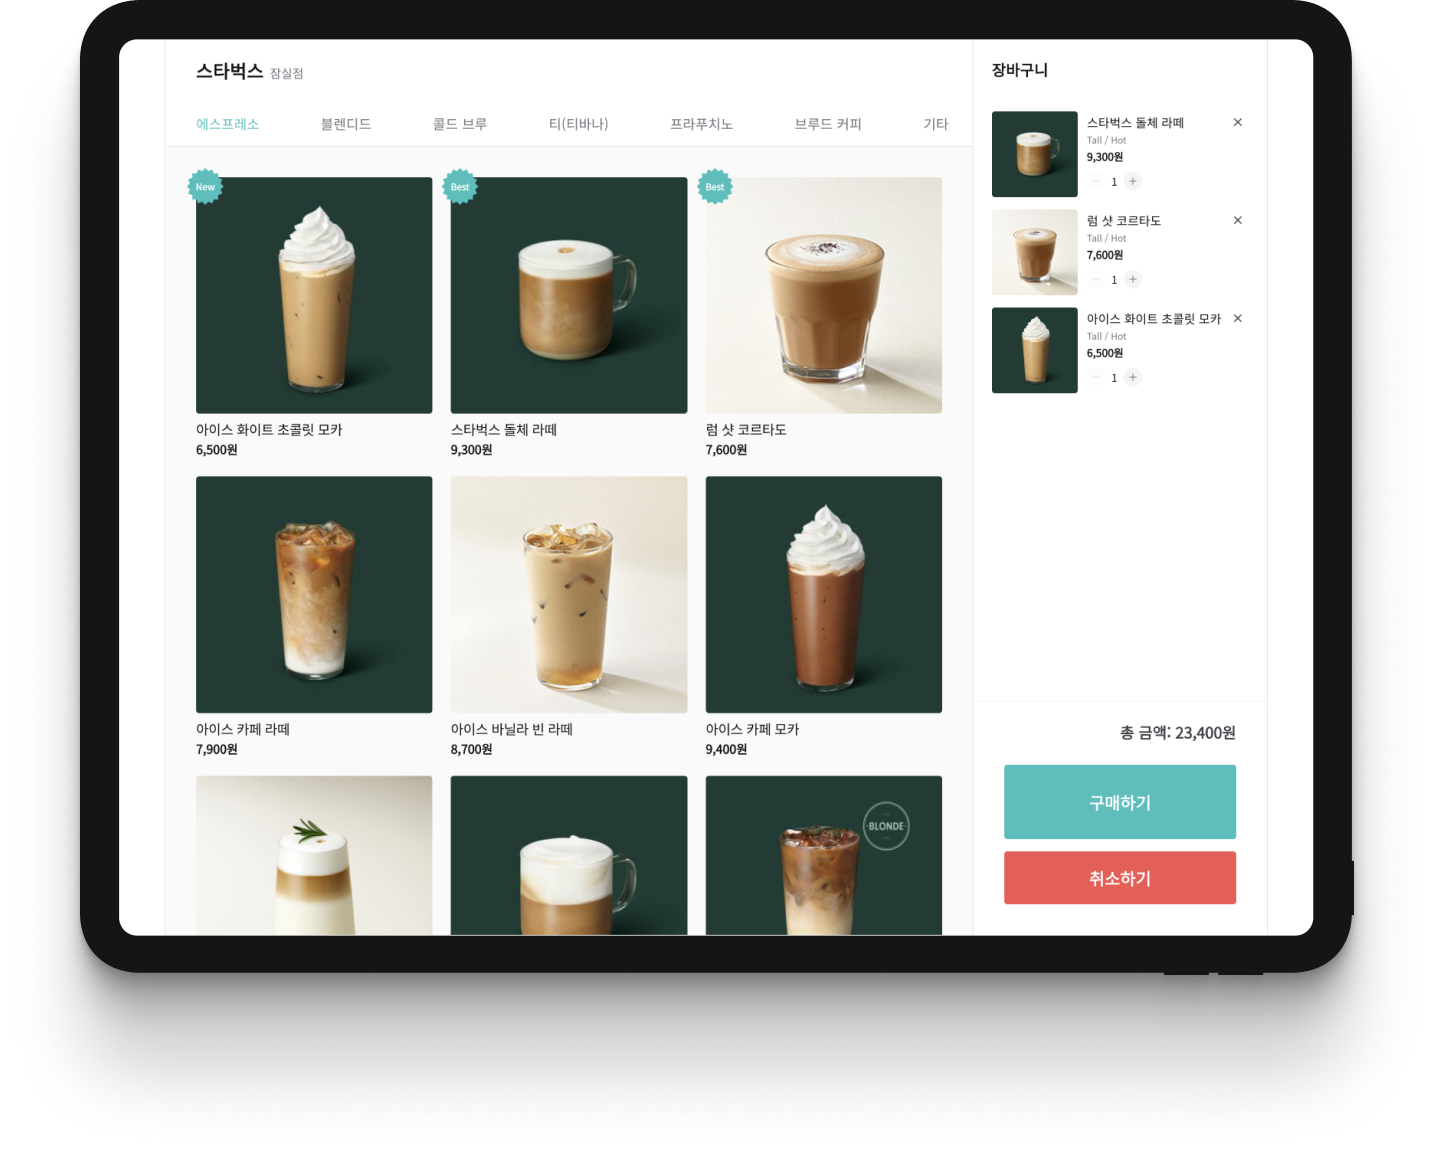 스타벅스 잠실점
에스프레소 블렌디드 콜드 브루 티(티바나) 프라푸치노 브루드 커피 기타
New
Best
Best
아이스 화이트 초콜릿 모카
6,500원
스타벅스 돌체 라떼
9,300원
럼 샷 코르타도
7,600원
아이스 카페 라떼
7,900원
아이스 바닐라 빈 라떼
8,700원
아이스 카페 모카
9,400원
BLONDE
장바구니
스타벅스 돌체 라떼
Tall / Hot
9,300원
1
럼 샷 코르타도
Tall / Hot
7,600원
1
아이스 화이트 초콜릿 모카
Tall / Hot
6,500원
1
총 금액: 23,400원
구매하기
취소하기